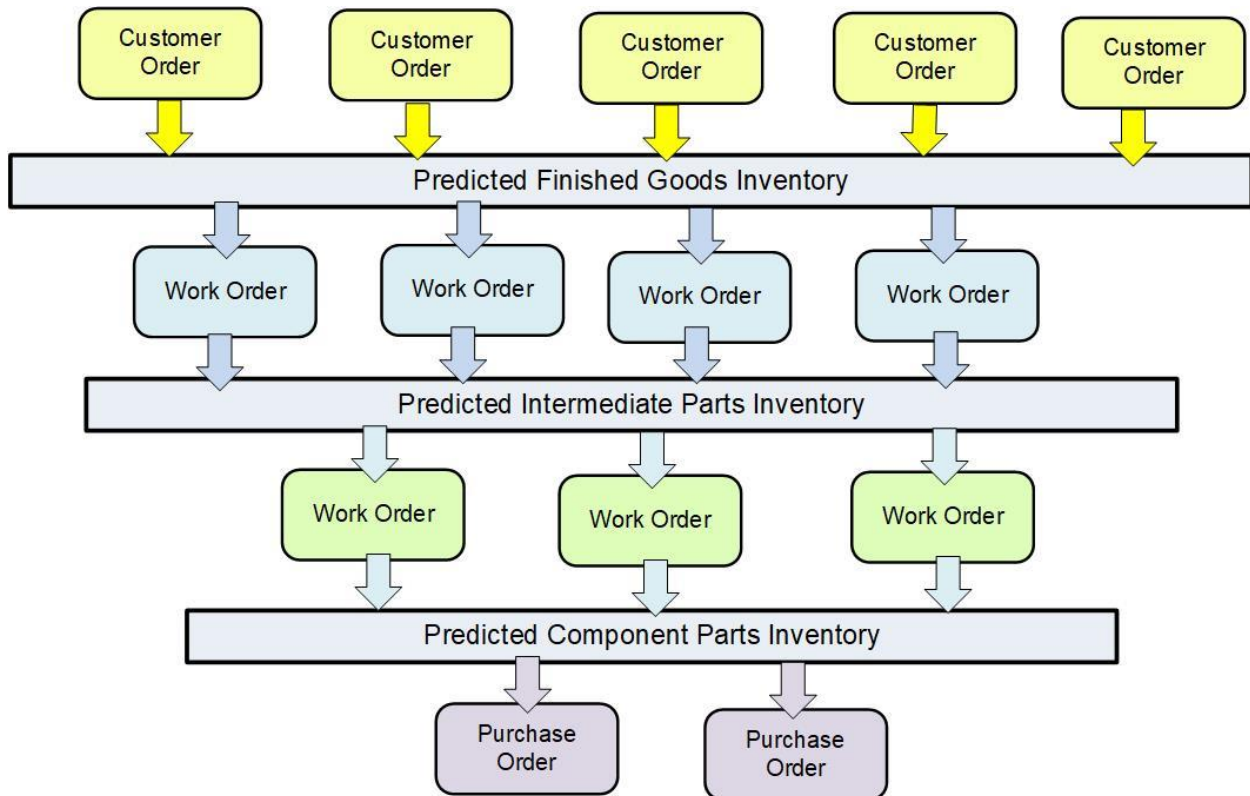 Customer
Order
Customer
Order
Customer
Order
Customer
Order
Customer
Order
Predicted Finished Goods Inventory
Work Order
Work Order
Work Order
Work Order
Predicted Intermediate Parts Inventory
Work Order
Work Order
Work Order
Predicted Component Parts Inventory
Purchase
Order
Purchase
Order